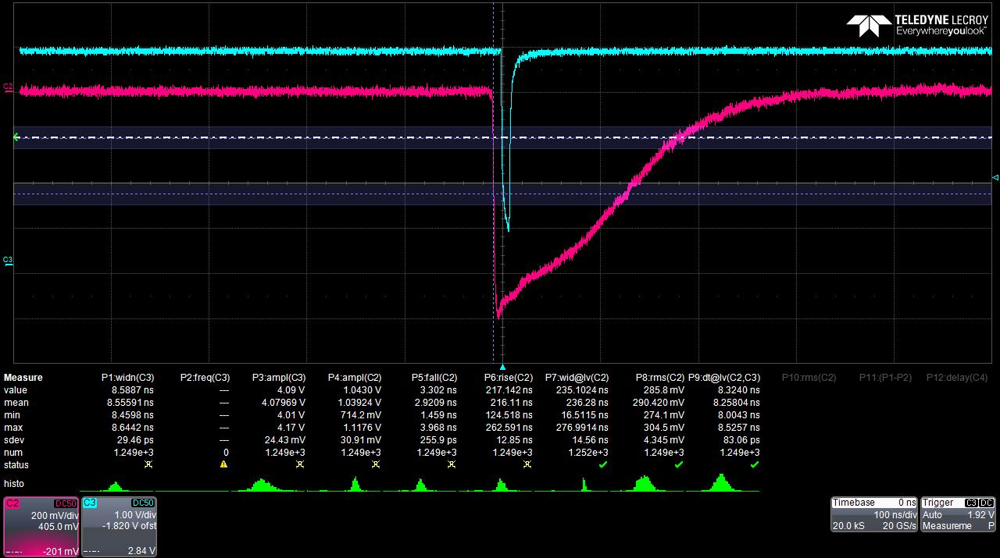 TELEDYNE LECROY
Everywhereyoulook™
C2
C3
Measure P1:widn(C3) P2:freq(C3) P3:ampl(C3) P4:ampl(C2) P5:fall(C2) P6:rise(C2) P7:wid@lv(C2) P8:rms(C2) P9:dt@lv(C2,C3) P10:rms(C2) P11:(P1-P2) P12:delay(C4)
value 8.5887 ns --- 4.09 V 1.0430 V 3.302 ns 217.142 ns 235.1024 ns 285.8 mV 8.3240 ns
mean 8.55591 ns --- 4.07969 V 1.03924 V 2.9209 ns 216.11 ns 236.28 ns 290.420 mV 8.25804 ns
min 8.4598 ns --- 4.01 V 714.2 mV 1.459 ns 124.518 ns 16.5115 ns 274.1 mV 8.0043 ns
max 8.6442 ns --- 4.17 V 1.1176 V 3.968 ns 262.591 ns 276.9914 ns 304.5 mV 8.5257 ns
sdev 29.46 ps --- 24.43 mV 30.91 mV 255.9 ps 12.85 ns 14.56 ns 4.345 mV 83.06 ps
num 1.249e+3 0 1.249e+3 1.249e+3 1.249e+3 1.249e+3 1.252e+3 1.249e+3 1.249e+3
status
histo
C2 DC50
200 mV/div
405.0 mV
-201 mV
C3 DC50
1.00 V/div
-1.820 V ofst
2.84 V
Timebase 0 ns
100 ns/div
20.0 kS 20 GS/s
Trigger C3 DC
Auto 1.92 V
Measureme P